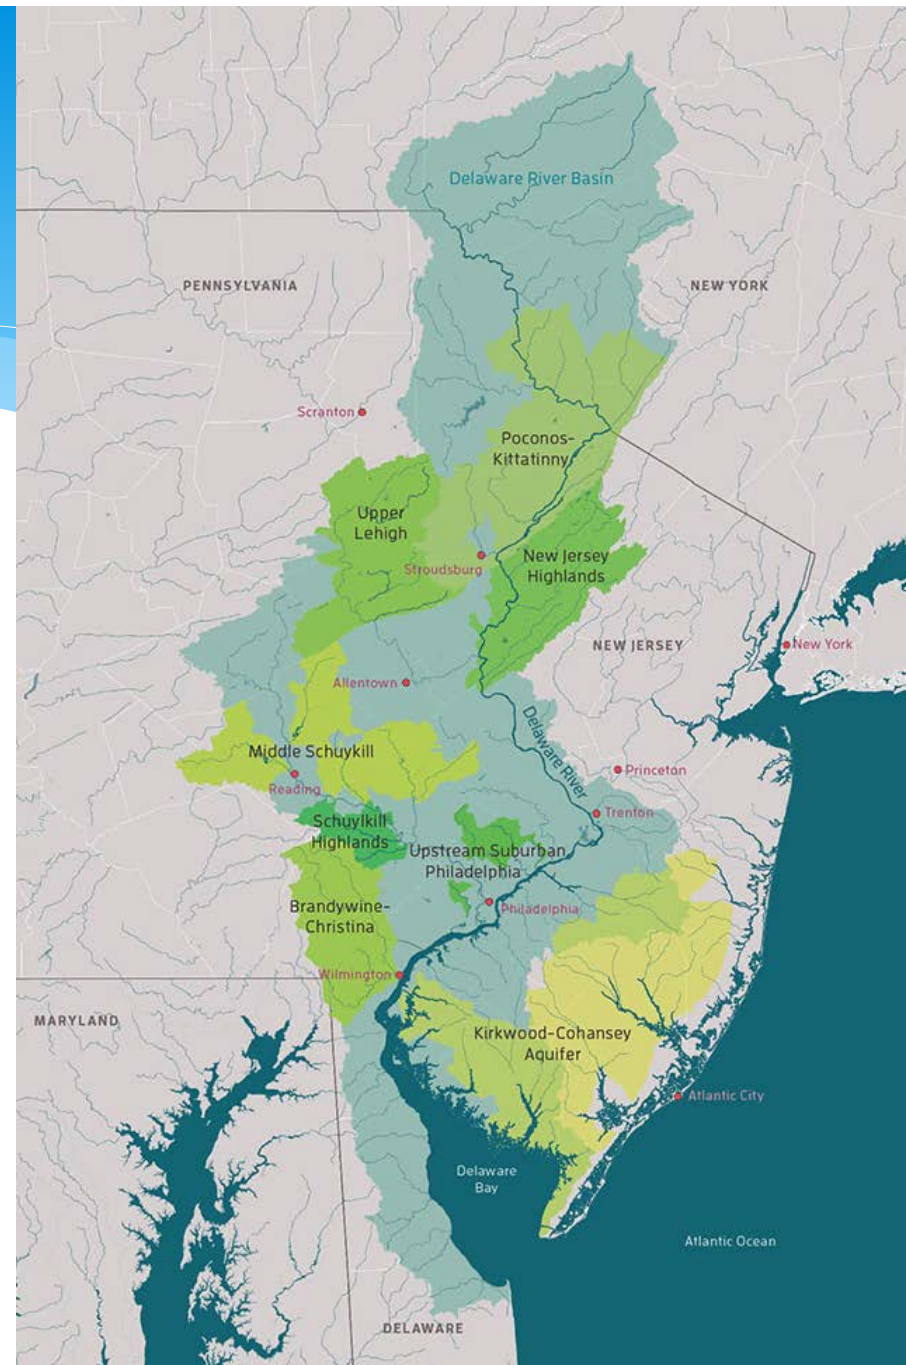 Delaware River Basin
PENNSYLVANIA
NEW YORK
Scranton
Poconos-
Kittatinny
Upper
Lehigh
Stroudsburg
New Jersey
Highlands
NEW JERSEY
New York
Allentown
Delaware River
Middle Schuykill
Princeton
Reading
Trenton
Schuylkill
Highlands
Upstream Suburban
Philadelphia
Brandywine-
Christina
Philadelphia
Wilmington
MARYLAND
Kirkwood-Cohansey
Aquifer
Atlantic City
Delaware
Bay
Atlantic Ocean
DELAWARE